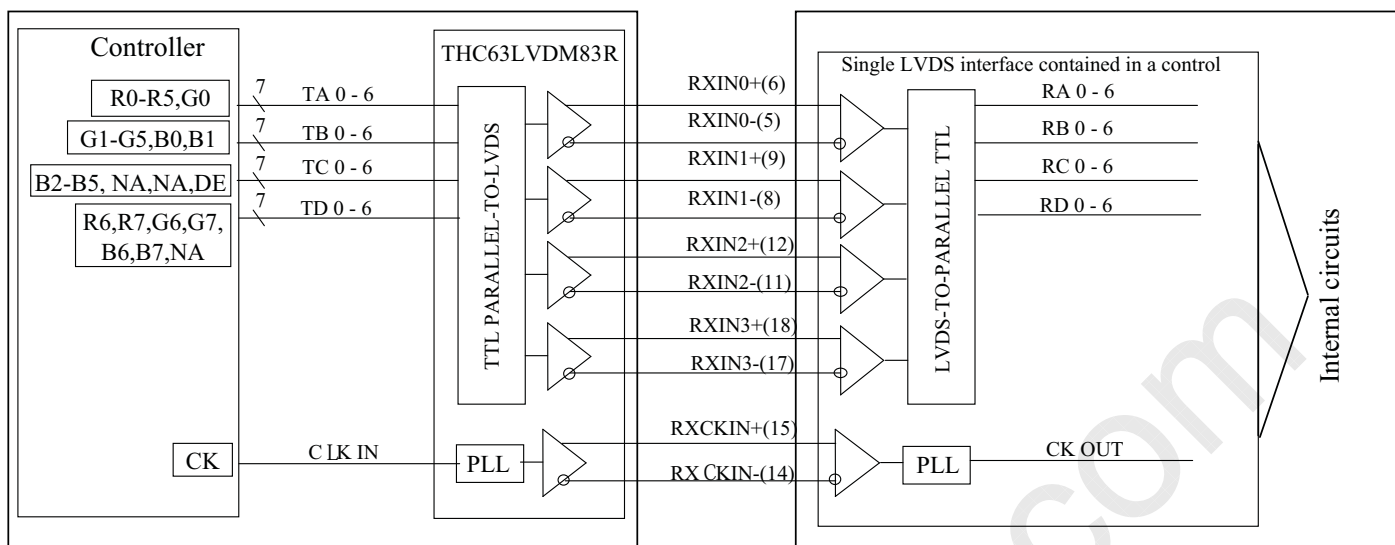 Controller
R0-R5,G0
G1-G5,B0,B1
B2-B5, NA,NA,DE
R6,R7,G6,G7,
B6,B7,NA
CK
7
TA 0 - 6
7
TB 0 - 6
7
TC 0 - 6
7
TD 0 - 6
CLK IN
THC63LVDM83R
TTL PARALLEL-TO-LVDS
PLL
RXIN0+(6)
RXIN0-(5)
RXIN1+(9)
RXIN1-(8)
RXIN2+(12)
RXIN2-(11)
RXIN3+(18)
RXIN3-(17)
RXCKIN+(15)
RXCKIN-(14)
Single LVDS interface contained in a control
LVDS-TO-PARALLEL TTL
PLL
RA 0 - 6
RB 0 - 6
RC 0 - 6
RD 0 - 6
CK OUT
Internal circuits
com